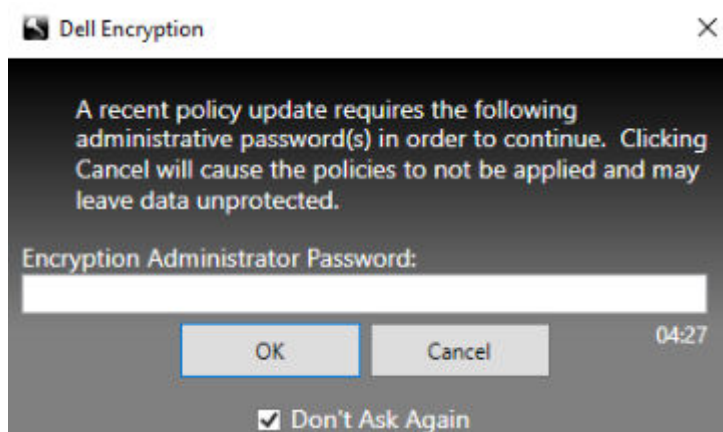 Dell Encryption
A recent policy update requires the following
administrative password(s) in order to continue. Clicking
Cancel will cause the policies to not be applied and may
leave data unprotected.
Encryption Administrator Password:
OK Cancel 04:27
Don't Ask Again